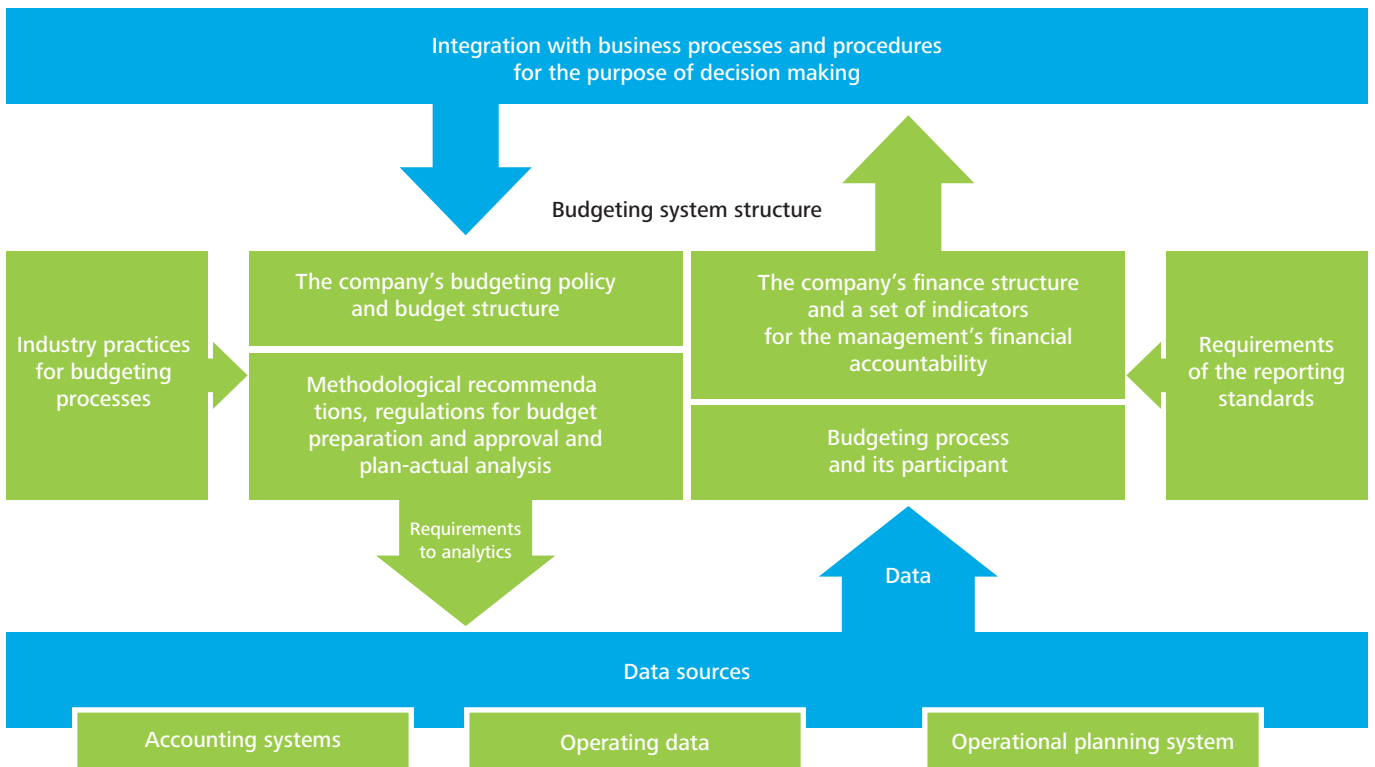 Integration with business processes and procedures
for the purpose of decision making
Budgeting system structure
Industry practices
for budgeting
processes
The company’s budgeting policy
and budget structure
Methodological recommenda
tions, regulations for budget
preparation and approval and
plan-actual analysis
The company’s finance structure
and a set of indicators
for the management’s financial
accountability
Budgeting process
and its participant
Requirements
of the reporting
standards
Requirements
to analytics
Data
Data sources
Accounting systems
Operating data
Operational planning system